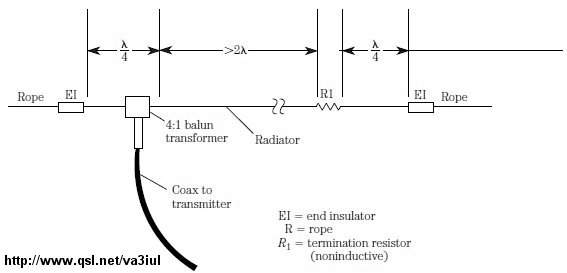 λ
4
>2λ
λ
4
Rope
EI
R1
EI
Rope
4:1 balun
transformer
Radiator
Coax to
transmitter
EI = end insulator
R = rope
R1 = termination resistor
(noninductive)
http://www.qsl.net/va3iul